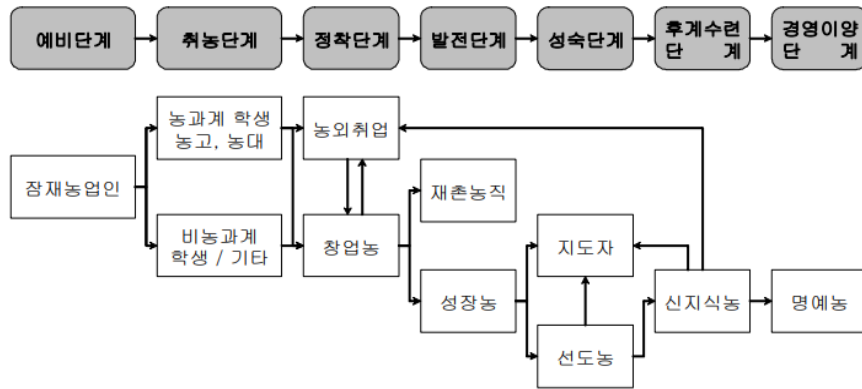 예비단계
취농단계
정착단계
발전단계
성숙단계
후계수련
단 계
경영이양
단 계
농과계 학생
농고, 농대
농외취업
잠재농업인
재촌농직
비농과계
학생 / 기타
창업농
지도자
성장농
신지식농
명예농
선도농